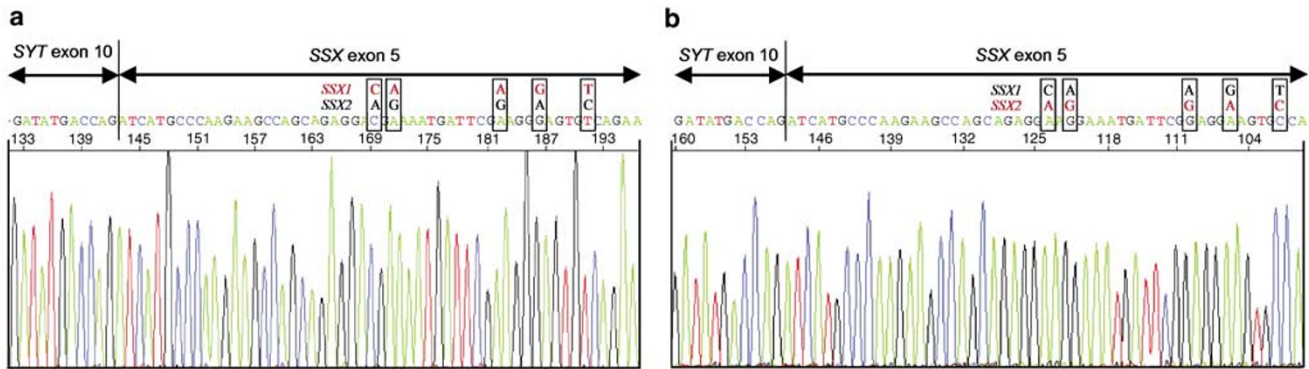 a
SYT exon 10
SSX exon 5
SSX1 C A A G T
SSX2 A G G A C
-GATATGACCAGATCATGCCCAAGAAGCCAGCAGAGGACGAAAATGATTCGAAGGGAGTGTCAGAA
133 139 145 151 157 163 169 175 181 187 193
b
SYT exon 10
SSX exon 5
SSX1 C A A G T
SSX2 A G G A C
GATATGACCAGATCATGCCCAAGAAGCCAGCAGAGGAAGGAAATGATTCGGAGGAAGTGCCA
160 153 146 139 132 125 118 111 104